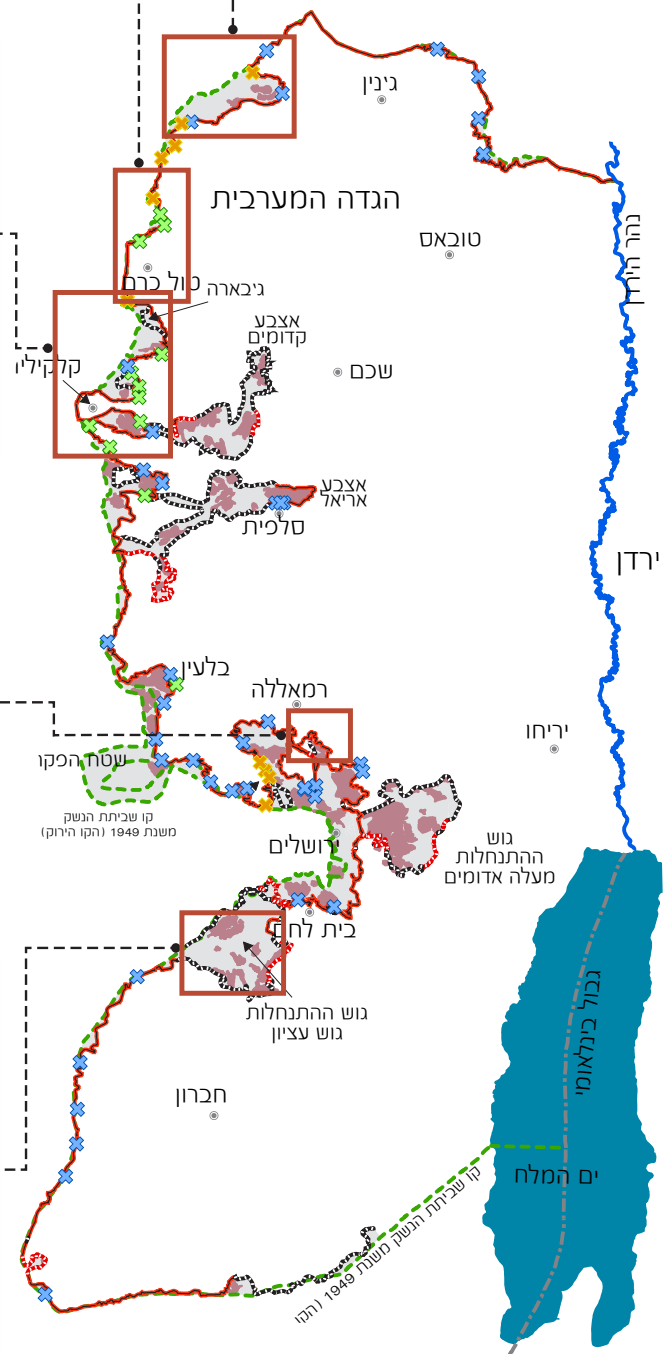 ג'נין
הגדה המערבית
נהר הירדן
טובאס
טול כרם
ג'בארה
אצבע
קדומים
שכם
קלקיליו
אצבע
אריאל
סלפית
ירדן
בלעין
רמאללה
יריחו
שטח הפקר
קו שביתת הנשק
משנת 1949 (הקו הירוק)
ירושלים
גוש
ההתנחלות
מעלה אדומים
בית לחם
גוש ההתנחלות
גוש עציון
גבול בינלאומי
חברון
ים המלח
קו שביתת הנשק משנת 1949 (הקו